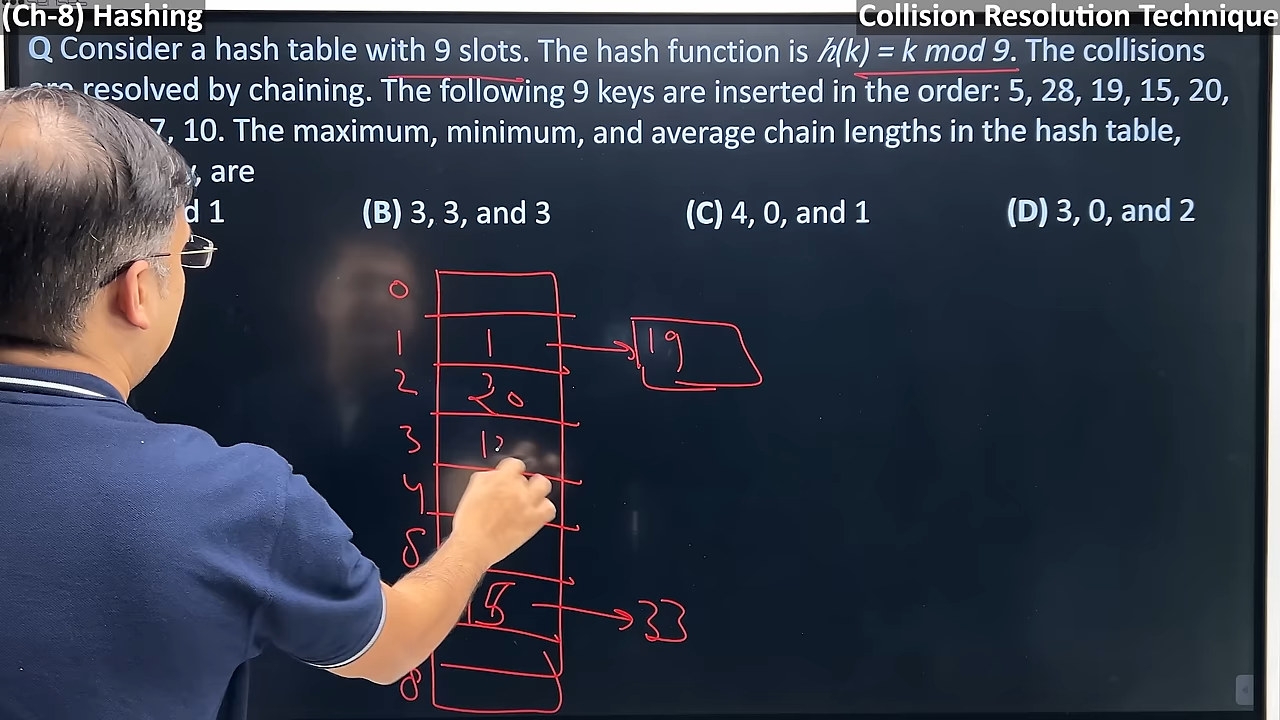 (Ch-8) Hashing
Collision Resolution Technique
Q Consider a hash table with 9 slots. The hash function is ℎ(k) = k mod 9. The collisions
resolved by chaining. The following 9 keys are inserted in the order: 5, 28, 19, 15, 20,
10. The maximum, minimum, and average chain lengths in the hash table,
are
1
(B) 3, 3, and 3
(C) 4, 0, and 1
(D) 3, 0, and 2
0
1 1 19
2 20
3
4
15 33
8